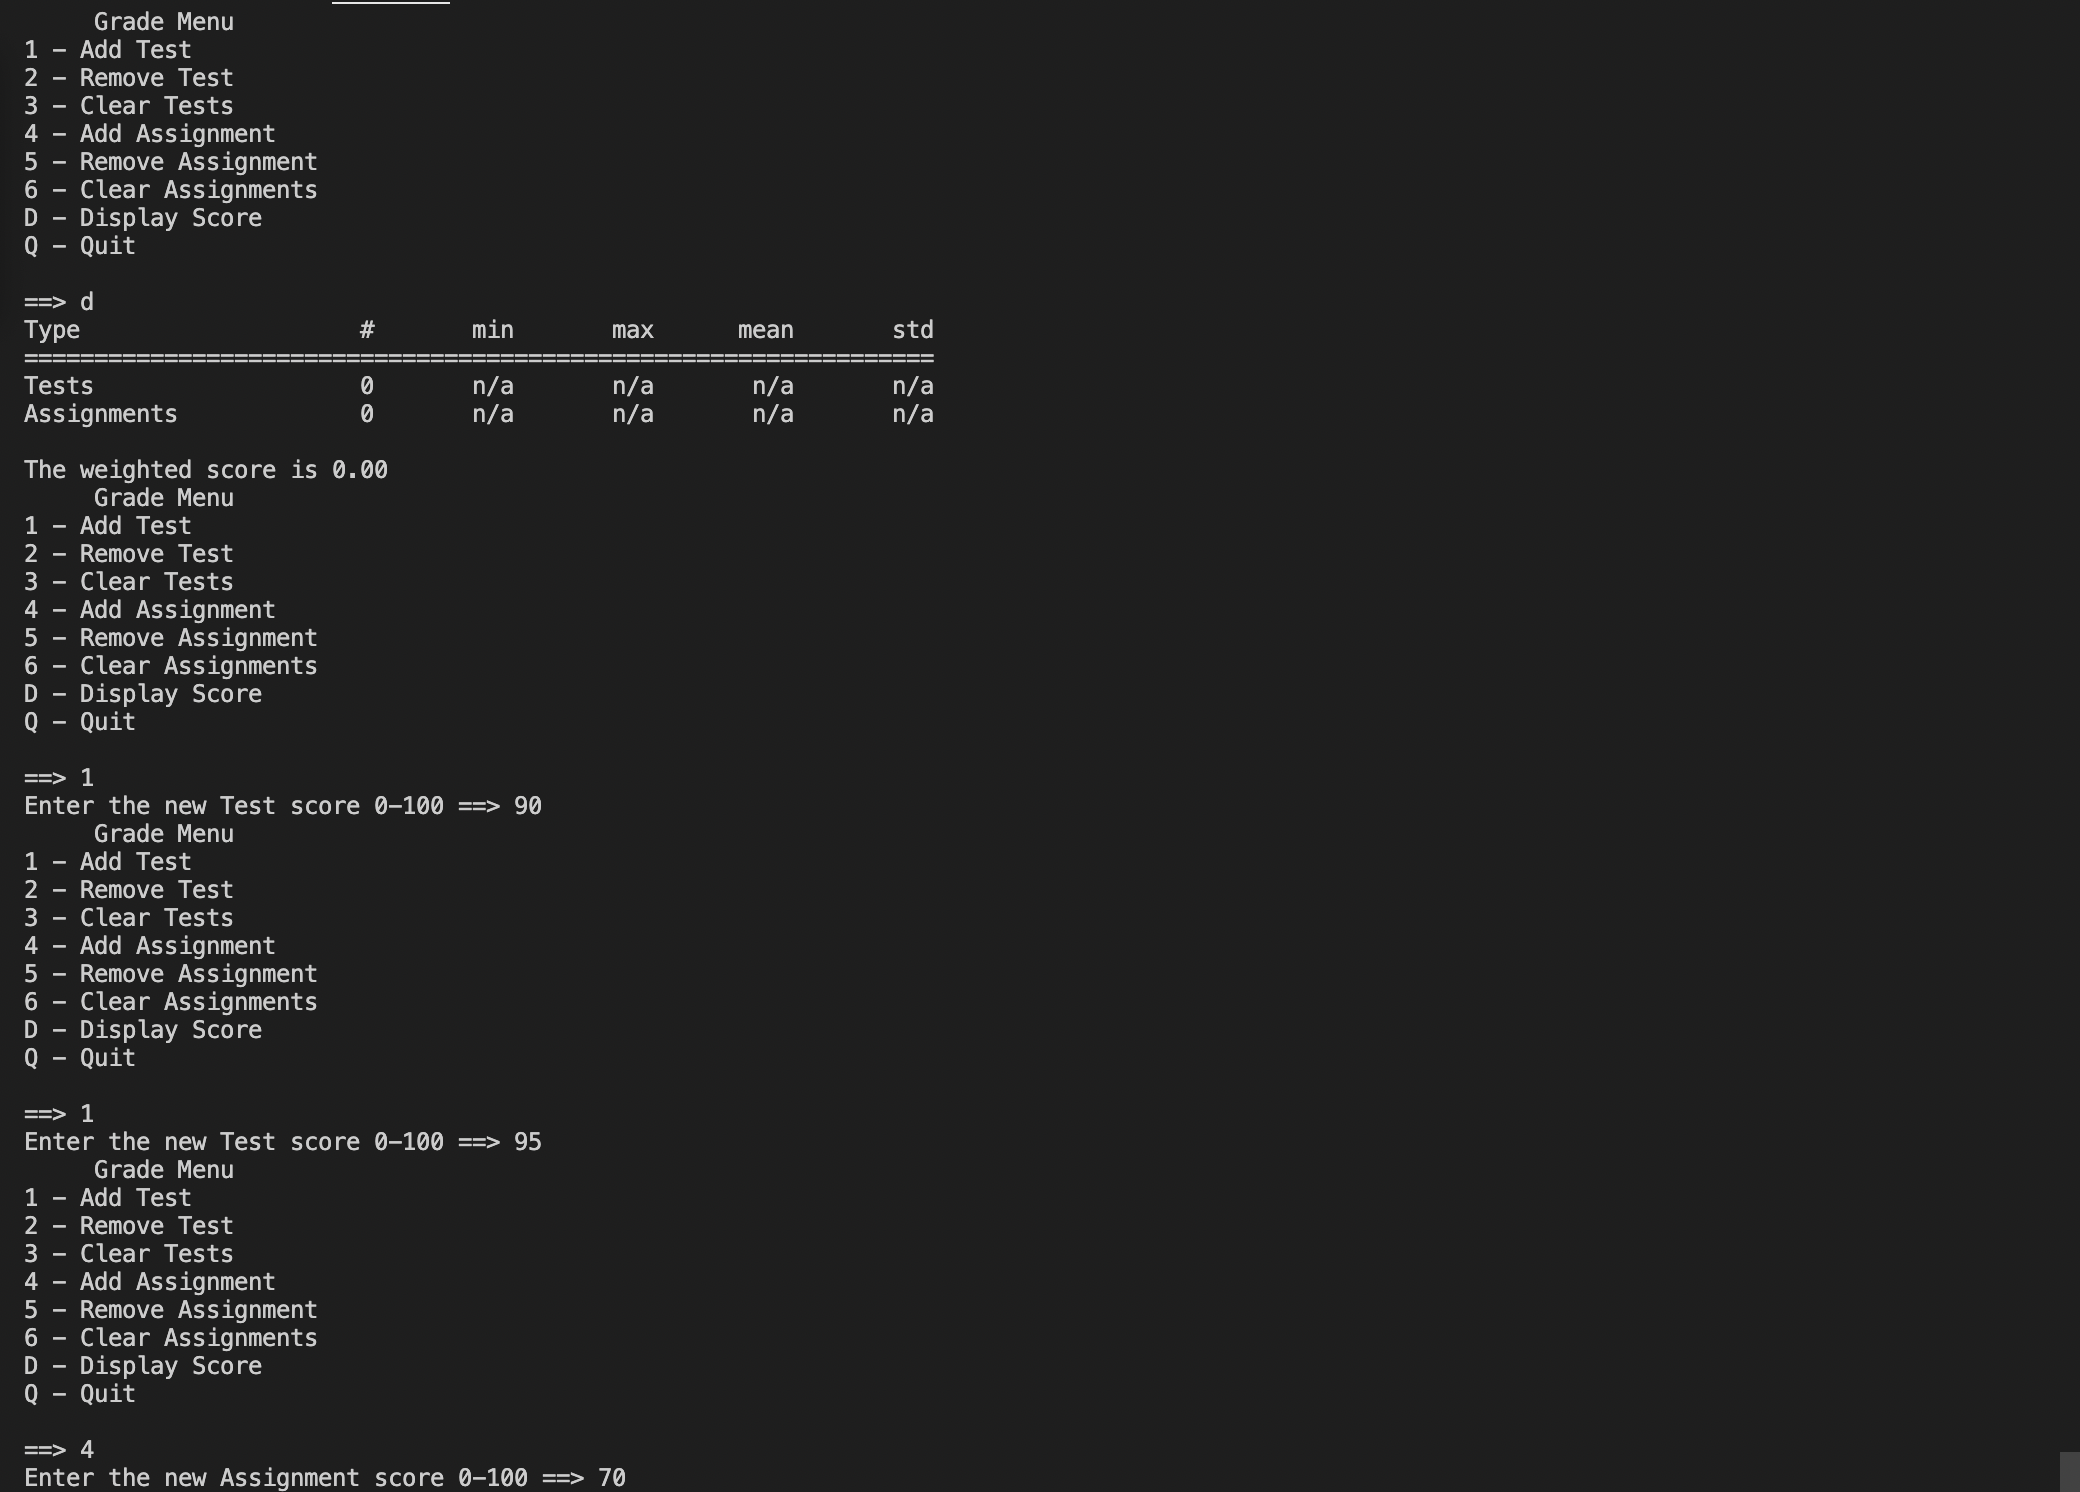 Grade Menu
1 - Add Test
2 - Remove Test
3 - Clear Tests
4 - Add Assignment
5 - Remove Assignment
6 - Clear Assignments
D - Display Score
Q - Quit
==> d
Type # min max mean std
=================================================================
Tests 0 n/a n/a n/a n/a
Assignments 0 n/a n/a n/a n/a
The weighted score is 0.00
Grade Menu
1 - Add Test
2 - Remove Test
3 - Clear Tests
4 - Add Assignment
5 - Remove Assignment
6 - Clear Assignments
D - Display Score
Q - Quit
==> 1
Enter the new Test score 0-100 ==> 90
Grade Menu
1 - Add Test
2 - Remove Test
3 - Clear Tests
4 - Add Assignment
5 - Remove Assignment
6 - Clear Assignments
D - Display Score
Q - Quit
==> 1
Enter the new Test score 0-100 ==> 95
Grade Menu
1 - Add Test
2 - Remove Test
3 - Clear Tests
4 - Add Assignment
5 - Remove Assignment
6 - Clear Assignments
D - Display Score
Q - Quit
==> 4
Enter the new Assignment score 0-100 ==> 70